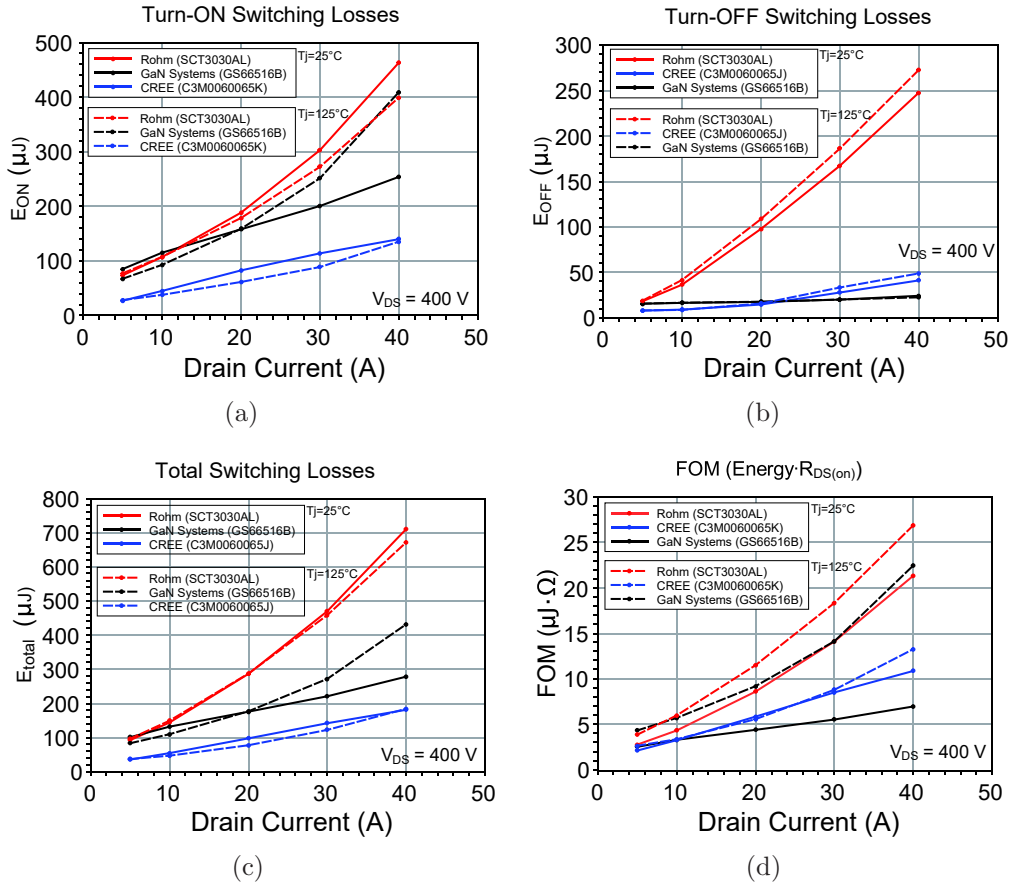 Turn-ON Switching Losses
500
400
300
200
100
0
0 10 20 30 40 50
E_ON (µJ)
Drain Current (A)
Rohm (SCT3030AL)
GaN Systems (GS66516B)
CREE (C3M0060065K)
Tj=25°C
Rohm (SCT3030AL)
GaN Systems (GS66516B)
CREE (C3M0060065K)
Tj=125°C
V_DS = 400 V
(a)
Turn-OFF Switching Losses
300
250
200
150
100
50
0
0 10 20 30 40 50
E_OFF (µJ)
Drain Current (A)
Rohm (SCT3030AL)
CREE (C3M0060065J)
GaN Systems (GS66516B)
Tj=25°C
Rohm (SCT3030AL)
CREE (C3M0060065J)
GaN Systems (GS66516B)
Tj=125°C
V_DS = 400 V
(b)
Total Switching Losses
800
700
600
500
400
300
200
100
0
0 10 20 30 40 50
E_total (µJ)
Drain Current (A)
Rohm (SCT3030AL)
GaN Systems (GS66516B)
CREE (C3M0060065J)
Tj=25°C
Rohm (SCT3030AL)
GaN Systems (GS66516B)
CREE (C3M0060065J)
Tj=125°C
V_DS = 400 V
(c)
FOM (Energy·R_DS(on))
30
25
20
15
10
5
0
0 10 20 30 40 50
FOM (µJ·Ω)
Drain Current (A)
Rohm (SCT3030AL)
CREE (C3M0060065K)
GaN Systems (GS66516B)
Tj=25°C
Rohm (SCT3030AL)
CREE (C3M0060065K)
GaN Systems (GS66516B)
Tj=125°C
V_DS = 400 V
(d)